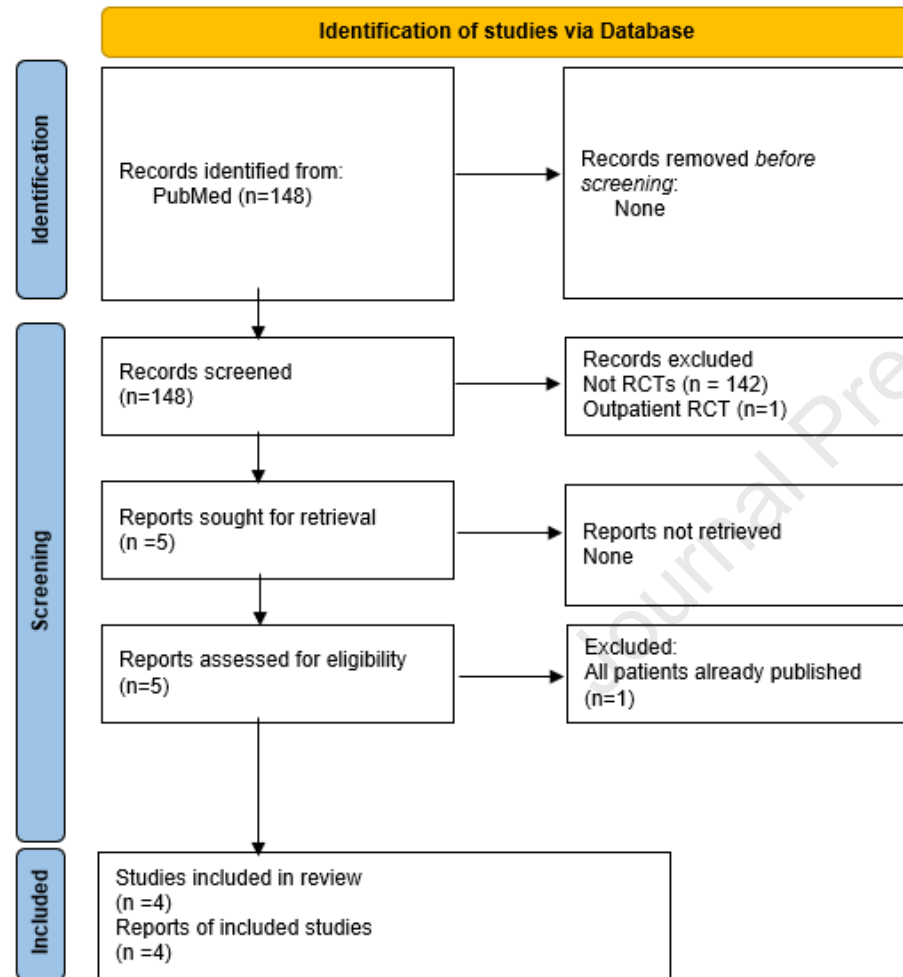 Identification of studies via Database
Identification
Records identified from:
PubMed (n=148)
Records removed before
screening:
None
Screening
Records screened
(n=148)
Records excluded
Not RCTs (n = 142)
Outpatient RCT (n=1)
Reports sought for retrieval
(n =5)
Reports not retrieved
None
Reports assessed for eligibility
(n=5)
Excluded:
All patients already published
(n=1)
Included
Studies included in review
(n =4)
Reports of included studies
(n =4)
Journal Pre